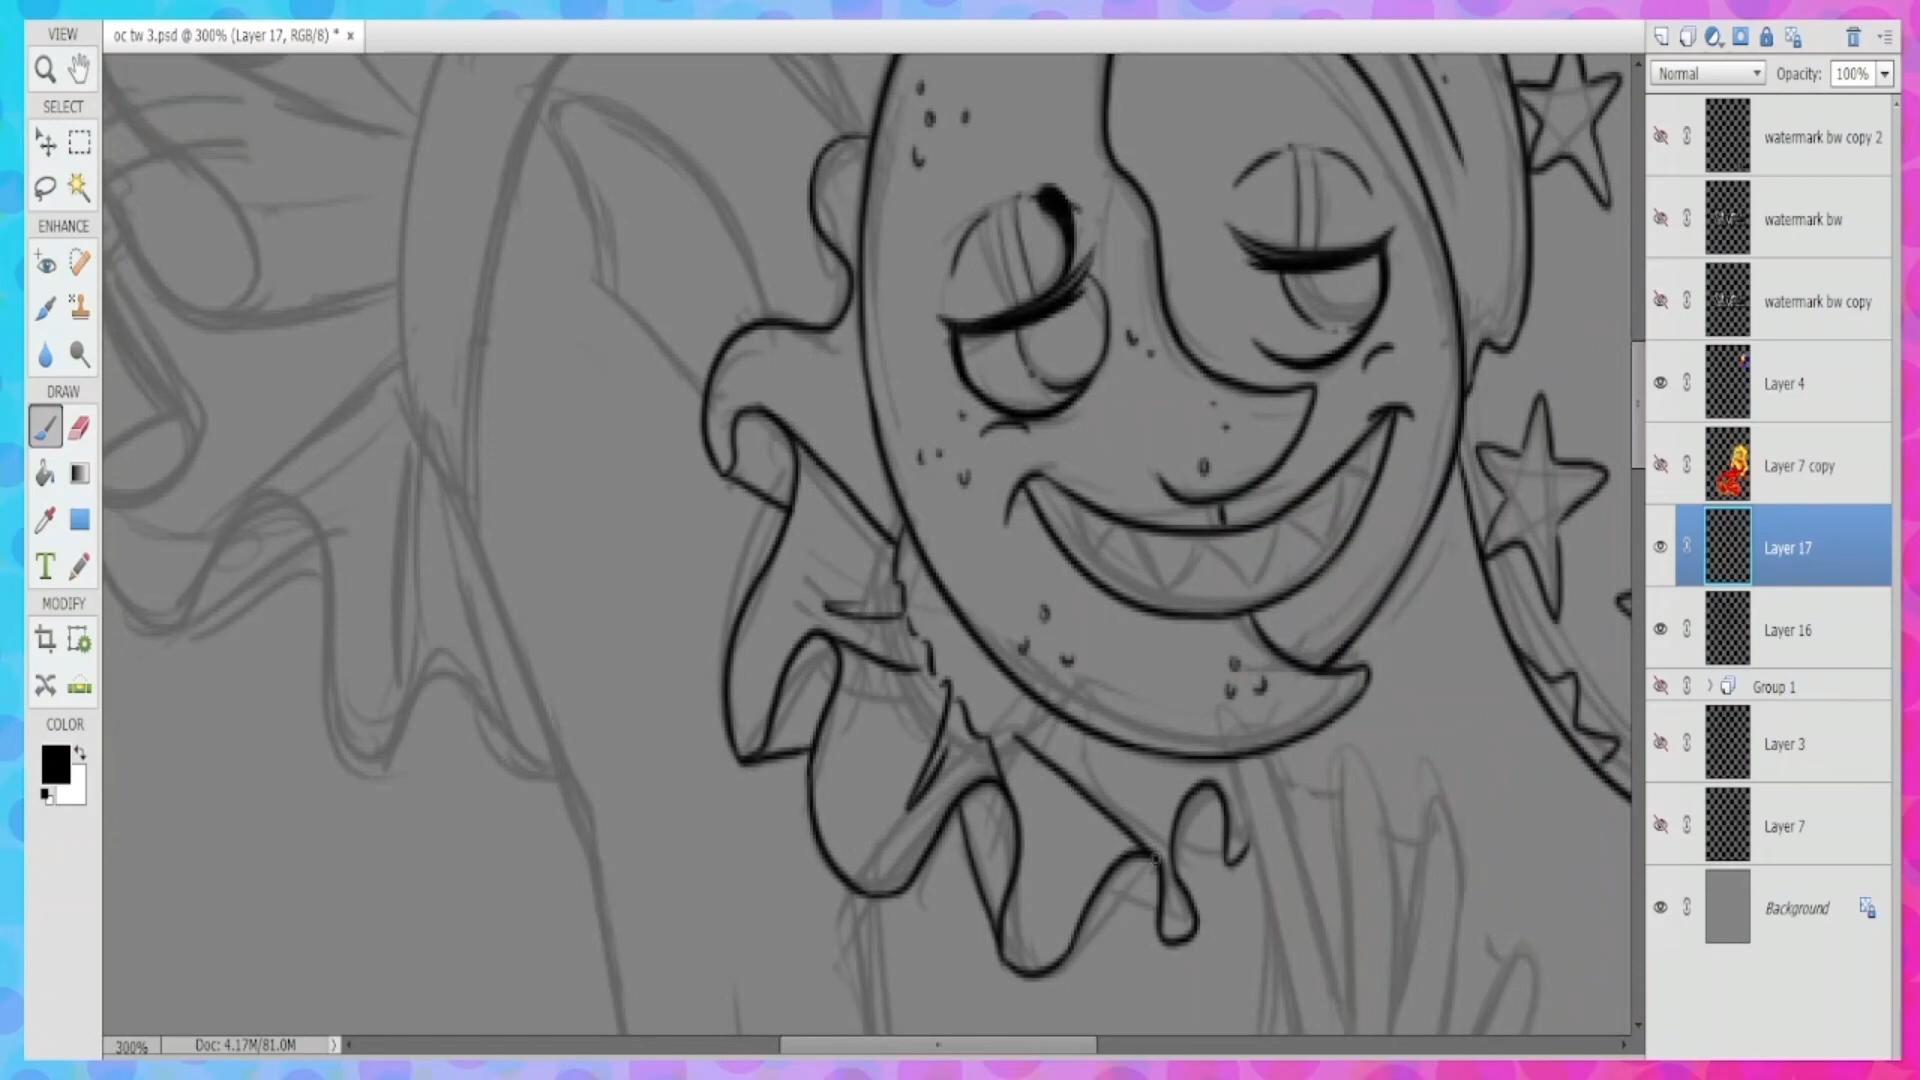 VIEW
oc tw 3.psd @ 300% (Layer 17, RGB/8) * x
SELECT
ENHANCE
DRAW
T
MODIFY
COLOR
300%
Doc: 4.17M/81.0M
Normal
Opacity: 100%
watermark bw copy 2
watermark bw
watermark bw copy
Layer 4
Layer 7 copy
Layer 17
Layer 16
Group 1
Layer 3
Layer 7
Background